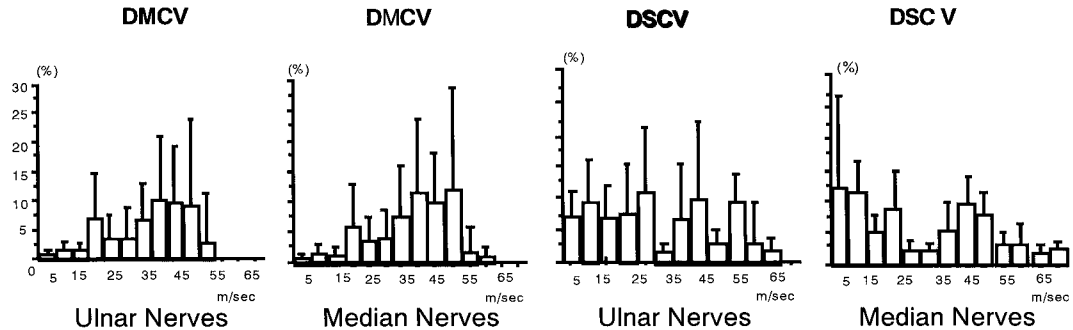 DMCV DMCV DSCV DSC V
(%) (%) (%) (%)
30
25
20
15
10
5
0
5 15 25 35 45 55 65
5 15 25 35 45 55 65
5 15 25 35 45 55 65
5 15 25 35 45 55 65
m/sec m/sec m/sec m/sec
Ulnar Nerves Median Nerves Ulnar Nerves Median Nerves